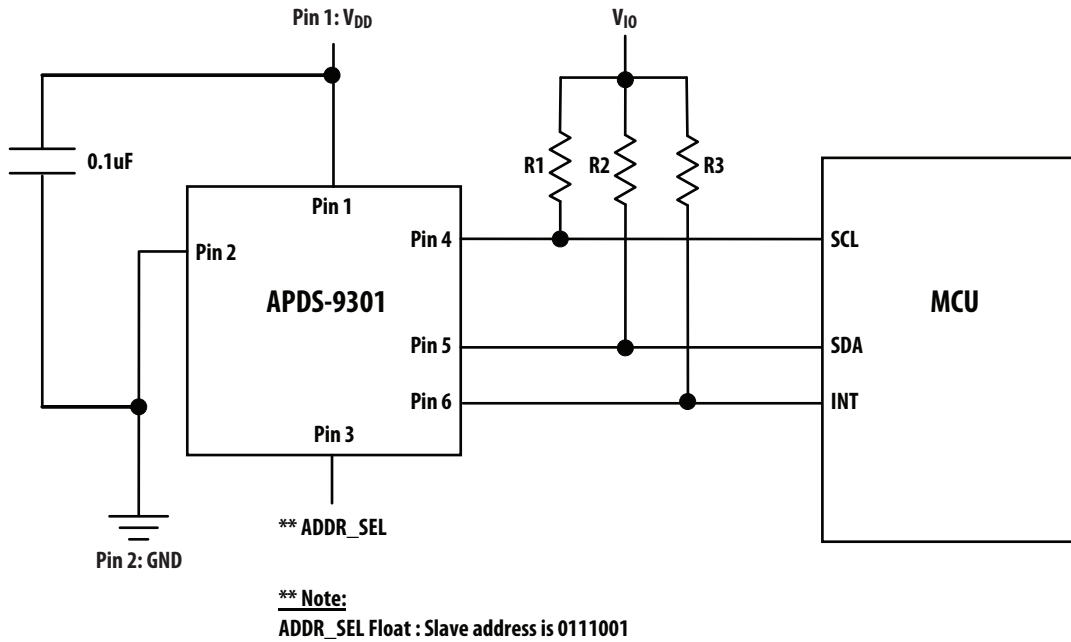 Pin 1: VDD
VIO
0.1uF
R1
R2
R3
Pin 1
Pin 2
Pin 4
SCL
APDS-9301
MCU
Pin 5
SDA
Pin 6
INT
Pin 3
** ADDR_SEL
Pin 2: GND
** Note:
ADDR_SEL Float : Slave address is 0111001